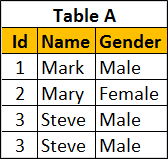 Table A
Id Name Gender
1 Mark Male
2 Mary Female
3 Steve Male
3 Steve Male